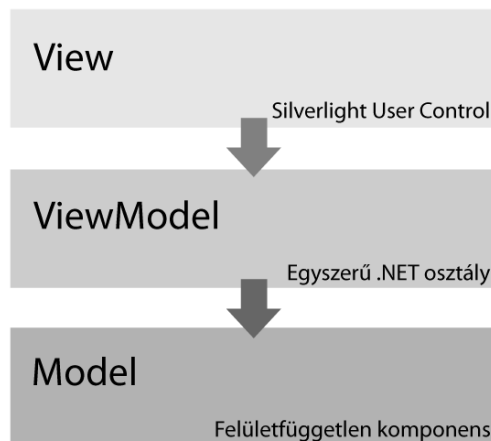 View
Silverlight User Control
ViewModel
Egyszerű .NET osztály
Model
Felületfüggetlen komponens